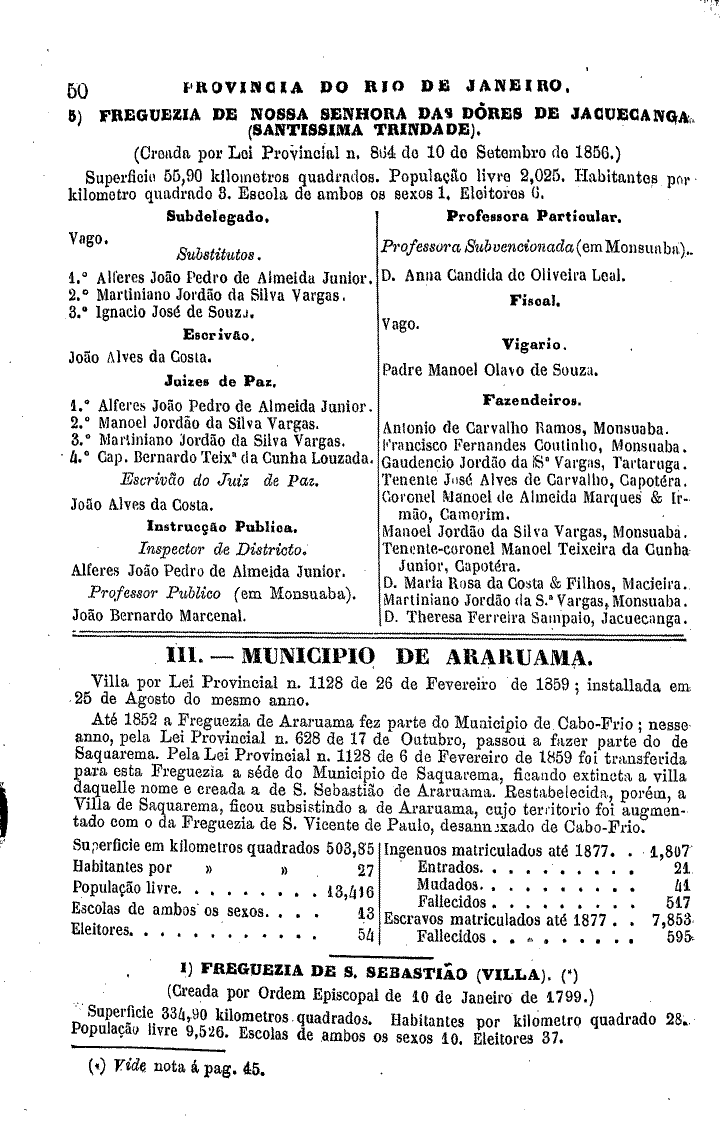 50 PROVINCIA DO RIO DE JANEIRO.
5) FREGUEZIA DE NOSSA SENHORA DAS DÔRES DE JACUECANGA
(SANTISSIMA TRINDADE).
(Creada por Lei Provincial n. 864 de 10 de Setembro de 1856.)
Superficie 55,90 kilometros quadrados. População livre 2,025. Habitantes por
kilometro quadrado 3. Escola de ambos os sexos 1. Eleitores 6.
Subdelegado.
Vago.
Substitutos.
1.º Alferes João Pedro de Almeida Junior.
2.º Martiniano Jordão da Silva Vargas.
3.º Ignacio José de Souza.
Escrivão.
João Alves da Costa.
Juizes de Paz.
1.º Alferes João Pedro de Almeida Junior.
2.º Manoel Jordão da Silva Vargas.
3.º Martiniano Jordão da Silva Vargas.
4.º Cap. Bernardo Teixª da Cunha Louzada.
Escrivão do Juiz de Paz.
João Alves da Costa.
Instrucção Publica.
Inspector de Districto.
Alferes João Pedro de Almeida Junior.
Professor Publico (em Monsuaba).
João Bernardo Marcenal.
Professora Particular.
Professora Subvencionada (em Monsuaba).
D. Anna Candida de Oliveira Leal.
Fiscal.
Vago.
Vigario.
Padre Manoel Olavo de Souza.
Fazendeiros.
Antonio de Carvalho Ramos, Monsuaba.
Francisco Fernandes Coutinho, Monsuaba.
Gaudencio Jordão da Sª Vargas, Tartaruga.
Tenente José Alves de Carvalho, Capotéra.
Coronel Manoel de Almeida Marques & Ir-
mão, Camorim.
Manoel Jordão da Silva Vargas, Monsuaba.
Tenente-coronel Manoel Teixeira da Cunha
Junior, Capotéra.
D. Maria Rosa da Costa & Filhos, Macieira.
Martiniano Jordão da S.ª Vargas, Monsuaba.
D. Theresa Ferreira Sampaio, Jacuecanga.
III. — MUNICIPIO DE ARARUAMA.
Villa por Lei Provincial n. 1128 de 26 de Fevereiro de 1859; installada em
25 de Agosto do mesmo anno.
Até 1852 a Freguezia de Araruama fez parte do Municipio de Cabo-Frio; nesse
anno, pela Lei Provincial n. 628 de 17 de Outubro, passou a fazer parte do de
Saquarema. Pela Lei Provincial n. 1128 de 6 de Fevereiro de 1859 foi transferida
para esta Freguezia a séde do Municipio de Saquarema, ficando extincta a villa
daquelle nome e creada a de S. Sebastião de Araruama. Restabelecida, porém, a
Villa de Saquarema, ficou subsistindo a de Araruama, cujo territorio foi augmen-
tado com o da Freguezia de S. Vicente de Paulo, desannexado de Cabo-Frio.
Superficie em kilometros quadrados 503,85
Habitantes por » » 27
População livre. . . . . . . . . 13,416
Escolas de ambos os sexos. . . . 13
Eleitores. . . . . . . . . . . . 54
Ingenuos matriculados até 1877. . 1,807
Entrados. . . . . . . . . . 21
Mudados. . . . . . . . . . 41
Fallecidos . . . . . . . . . 517
Escravos matriculados até 1877 . . 7,853
Fallecidos . . . . . . . . . 595
1) FREGUEZIA DE S. SEBASTIÃO (VILLA). (*)
(Creada por Ordem Episcopal de 10 de Janeiro de 1799.)
Superficie 334,90 kilometros quadrados. Habitantes por kilometro quadrado 28.
População livre 9,526. Escolas de ambos os sexos 10. Eleitores 37.
(*) Vide nota á pag. 45.